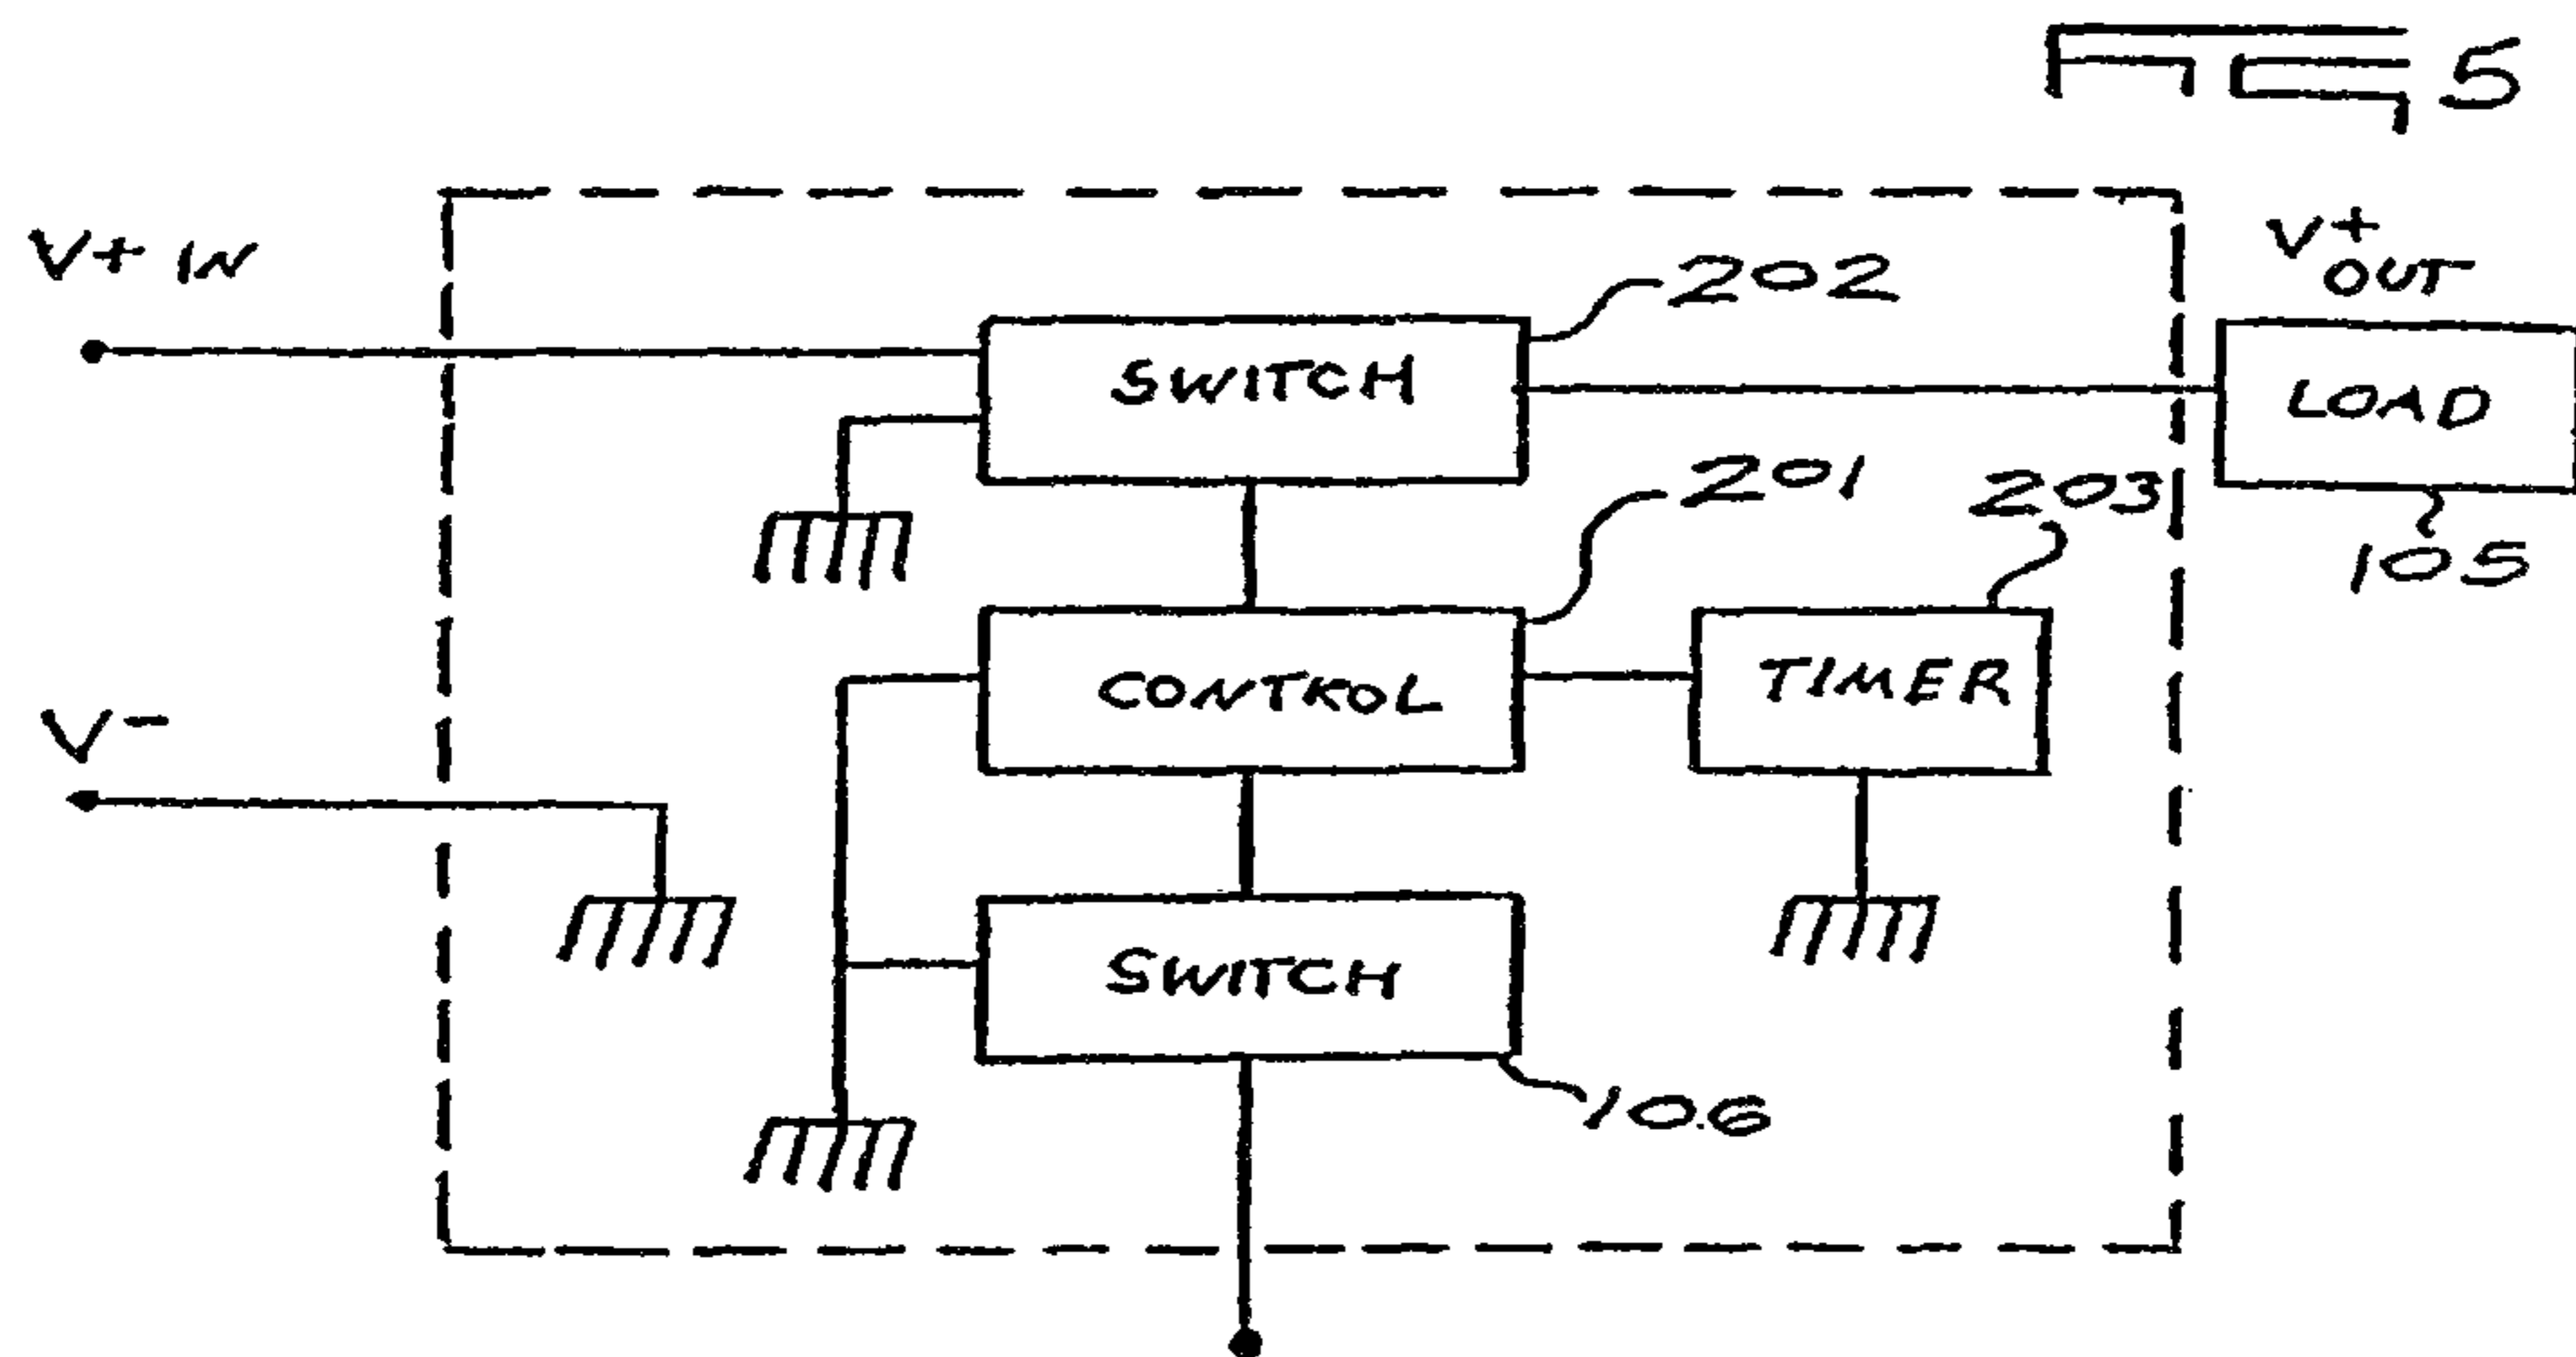 FIG 5
V+ IN
202
V+ OUT
SWITCH
LOAD
201
203
105
CONTROL
TIMER
V-
SWITCH
106